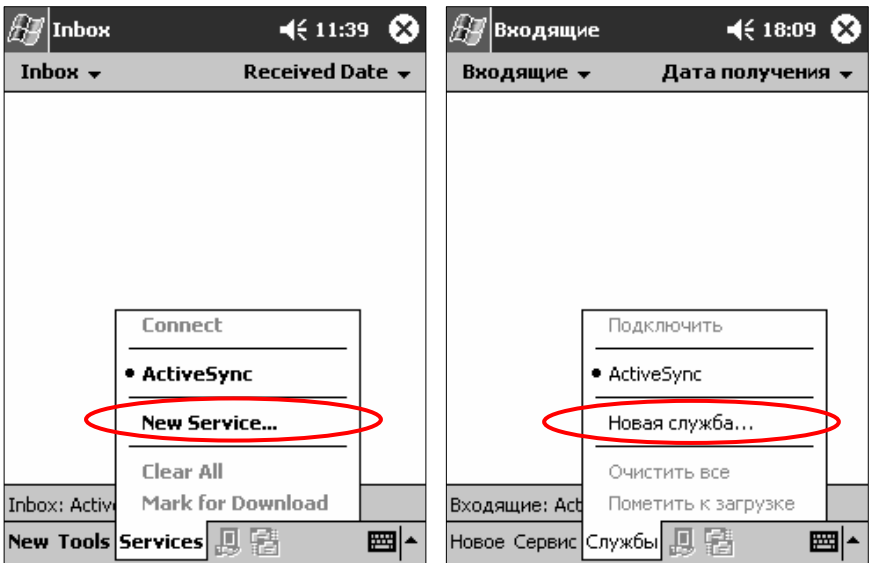 Inbox 11:39
Inbox Received Date
Connect
ActiveSync
New Service...
Clear All
Mark for Download
Inbox: Activ
New Tools Services
Входящие 18:09
Входящие Дата получения
Подключить
ActiveSync
Новая служба...
Очистить все
Пометить к загрузке
Входящие: Act
Новое Сервис Службы